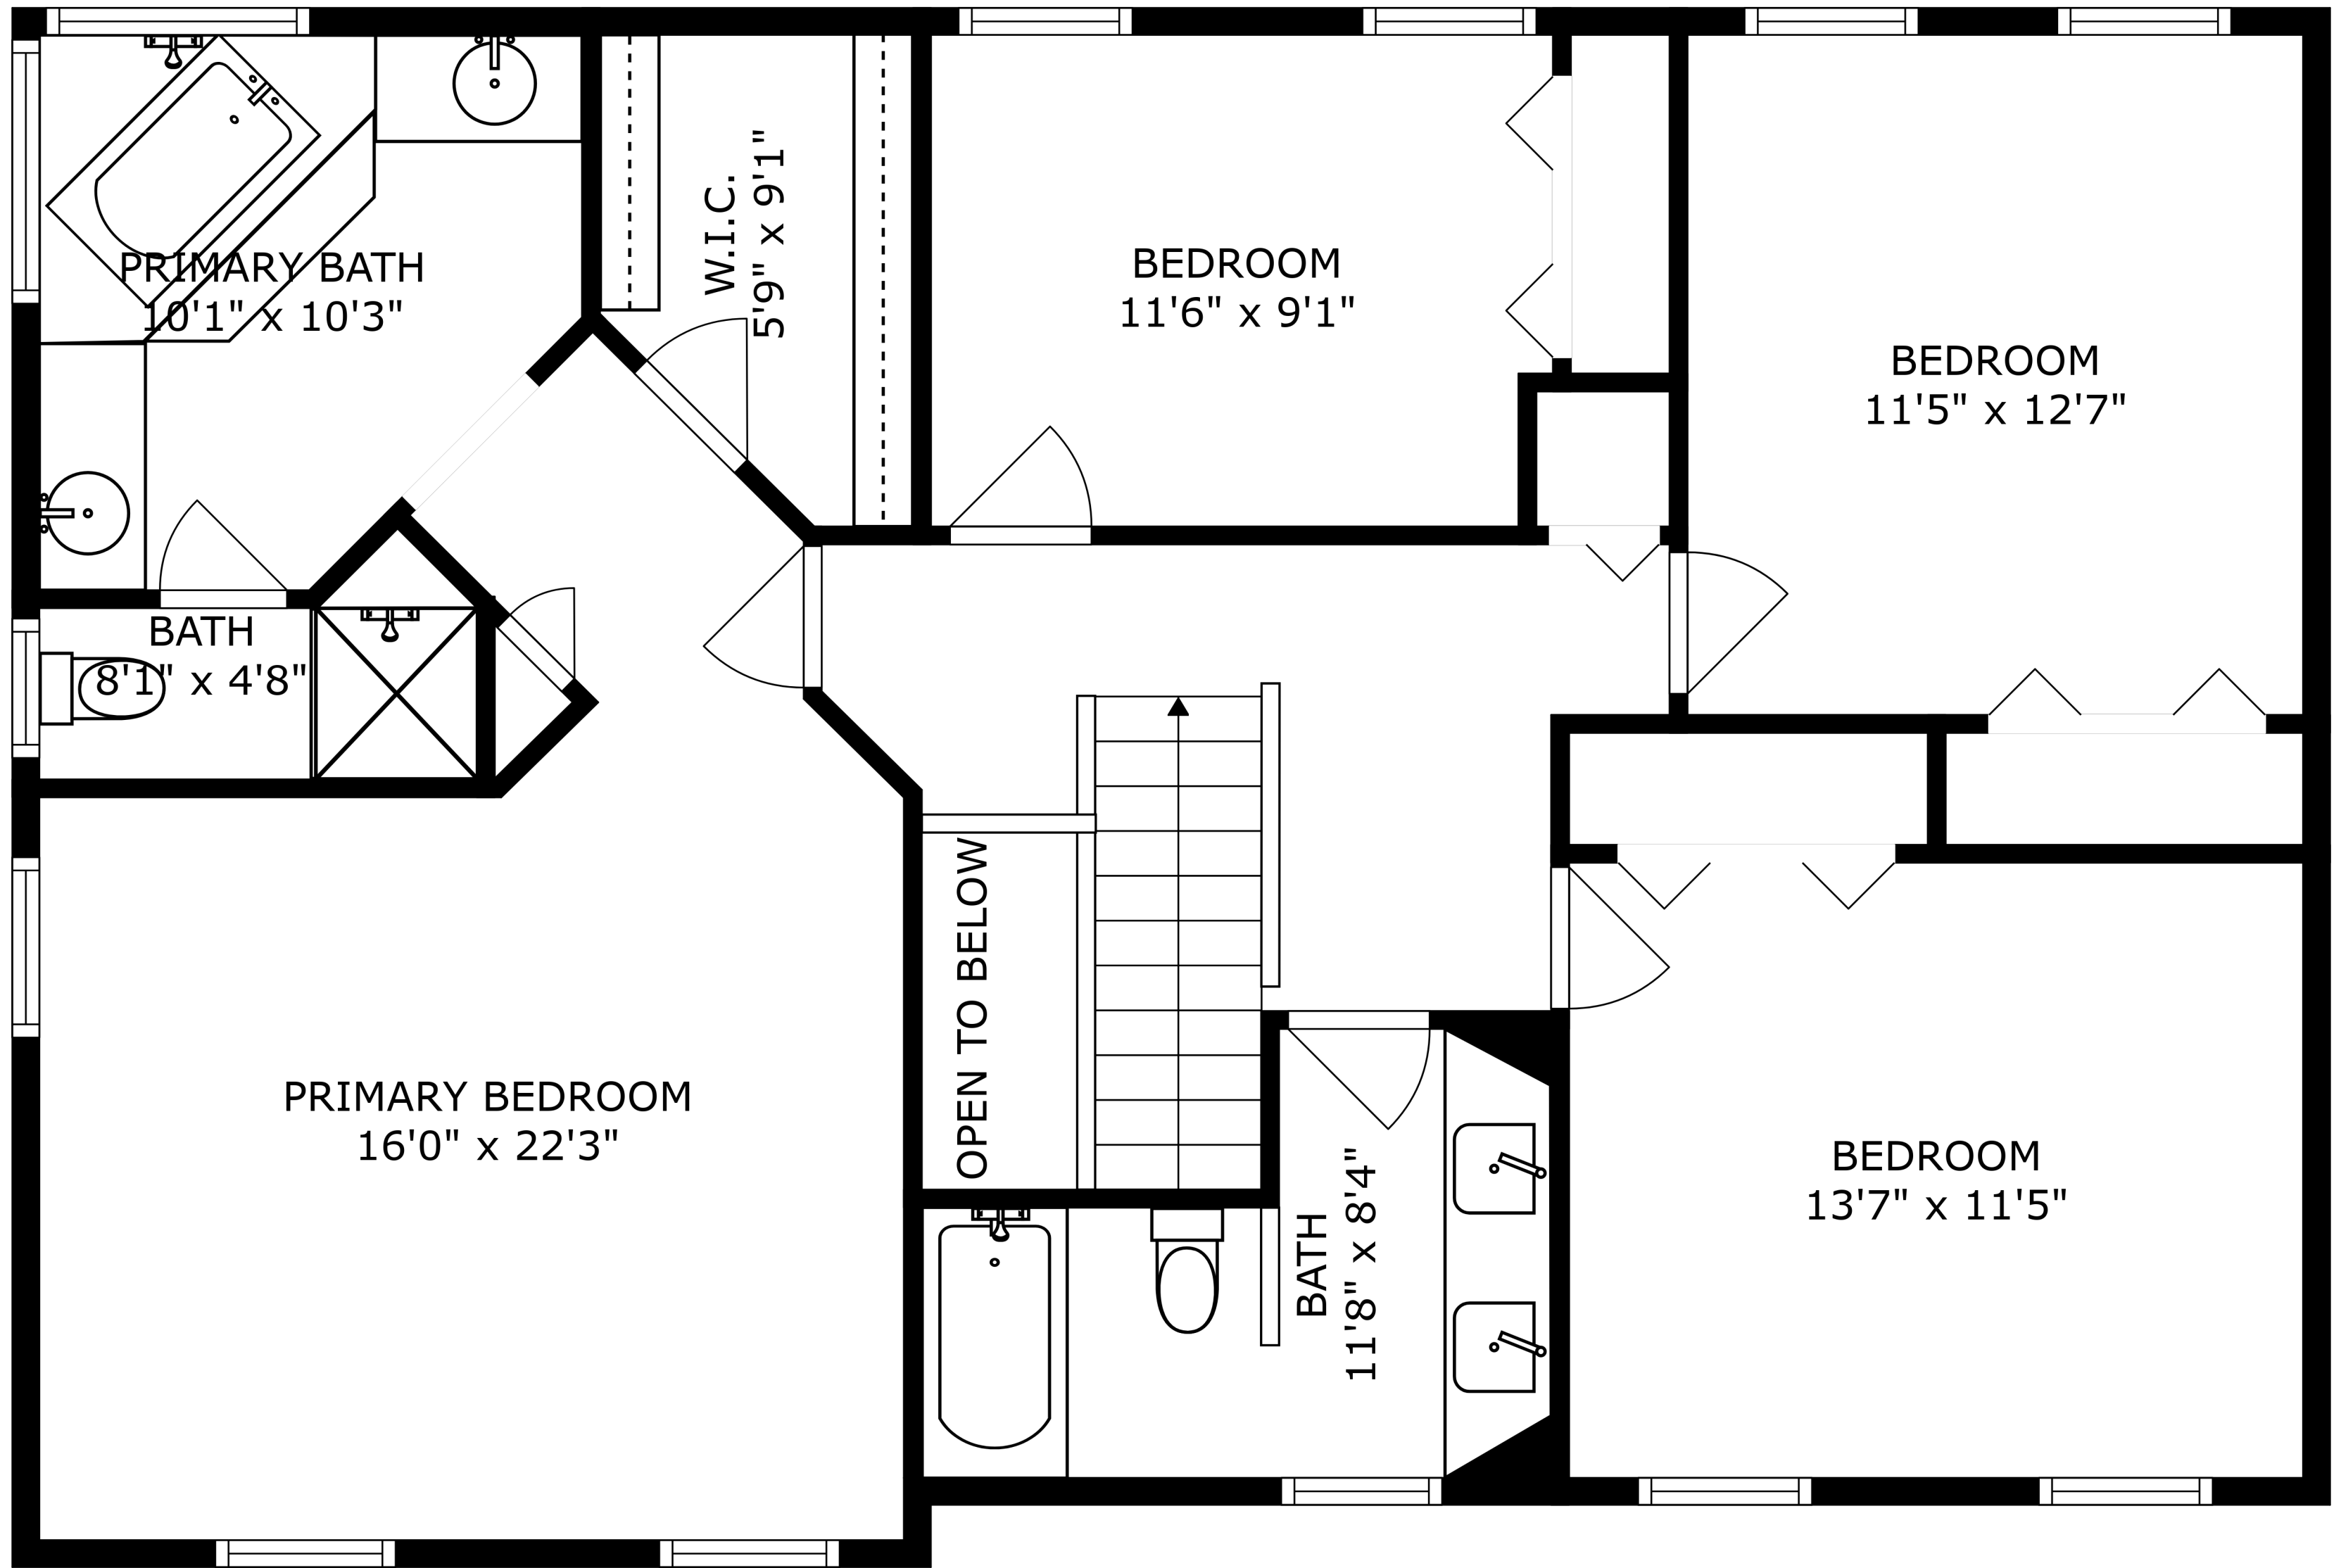 PRIMARY BATH
10'1" x 10'3"
W.I.C.
5'9" x 9'1"
BEDROOM
11'6" x 9'1"
BEDROOM
11'5" x 12'7"
BATH
8'1" x 4'8"
OPEN TO BELOW
PRIMARY BEDROOM
16'0" x 22'3"
BATH
11'8" x 8'4"
BEDROOM
13'7" x 11'5"